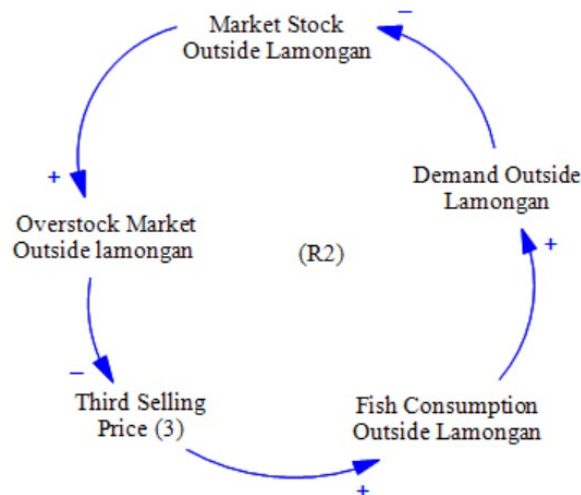 Market Stock
Outside Lamongan
−
+
Overstock Market
Outside lamongan
(R2)
Demand Outside
Lamongan
+
−
Third Selling
Price (3)
Fish Consumption
Outside Lamongan
+